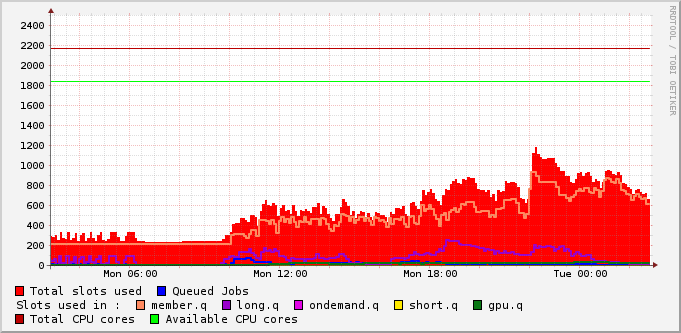 RRDTOOL / TOBI OETIKER
2400
2200
2000
1800
1600
1400
1200
1000
800
600
400
200
0
Mon 06:00 Mon 12:00 Mon 18:00 Tue 00:00
Total slots used Queued Jobs
Slots used in : member.q long.q ondemand.q short.q gpu.q
Total CPU cores Available CPU cores